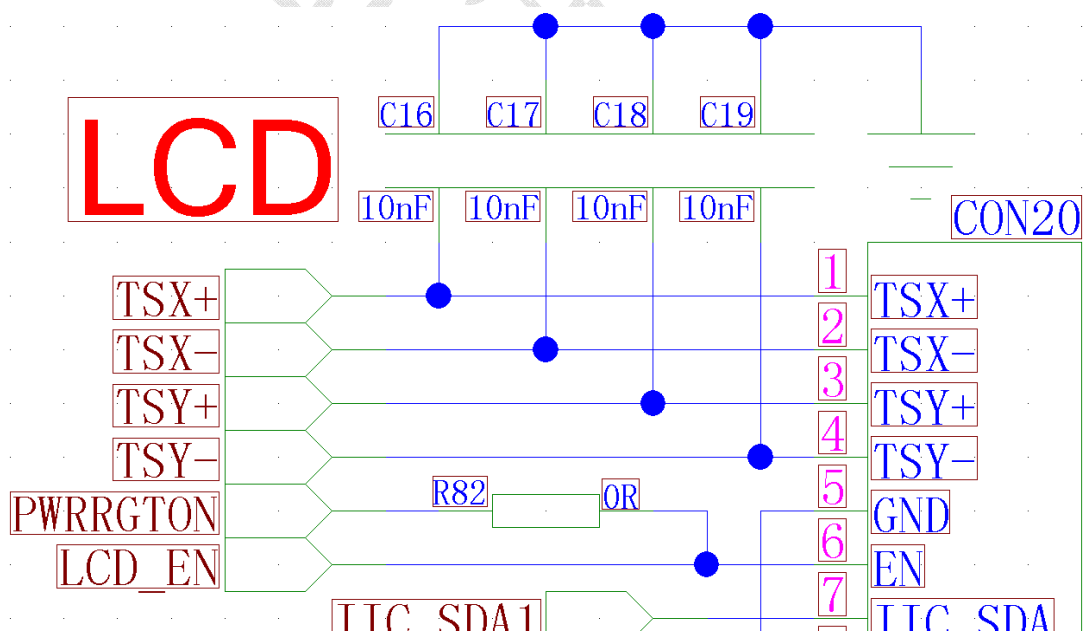 C16 C17 C18 C19
LCD
10nF 10nF 10nF 10nF
CON20
1
TSX+ TSX+
2
TSX- TSX-
3
TSY+ TSY+
4
TSY- TSY-
5
R82 0R
PWRRGTON GND
6
LCD_EN EN
7
IIC_SDA1 IIC_SDA